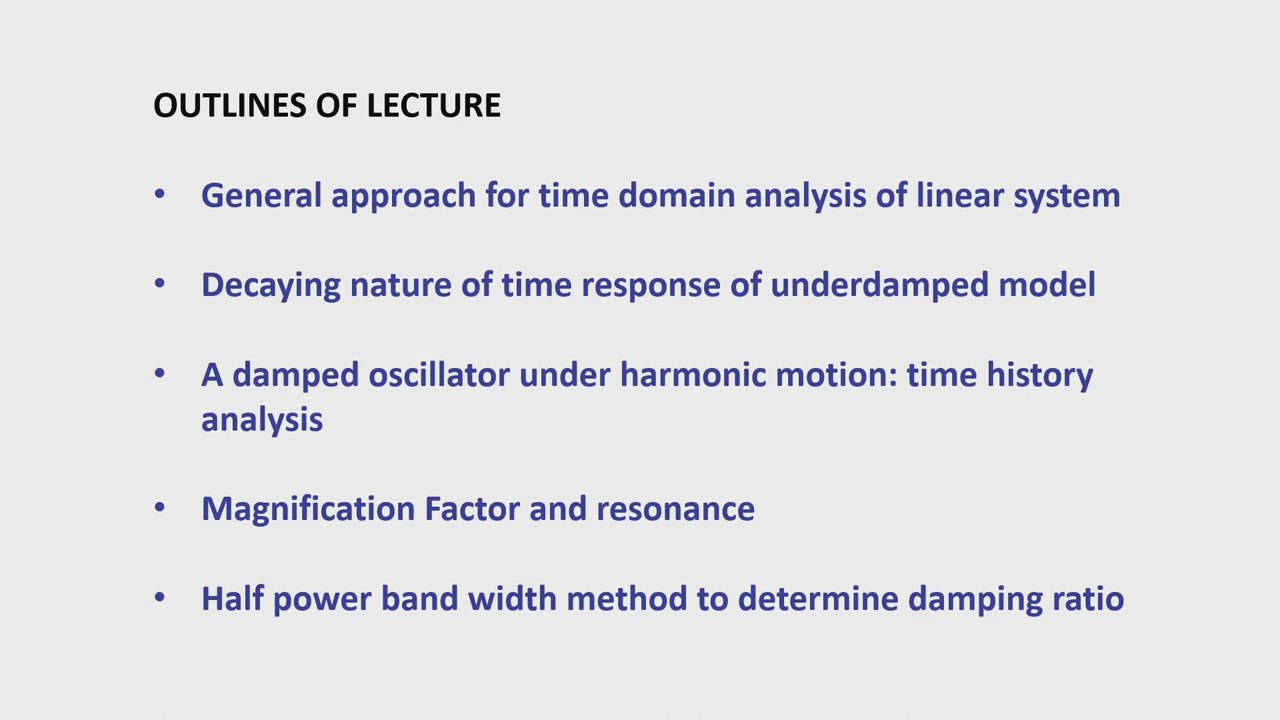 OUTLINES OF LECTURE
• General approach for time domain analysis of linear system
• Decaying nature of time response of underdamped model
• A damped oscillator under harmonic motion: time history
analysis
• Magnification Factor and resonance
• Half power band width method to determine damping ratio